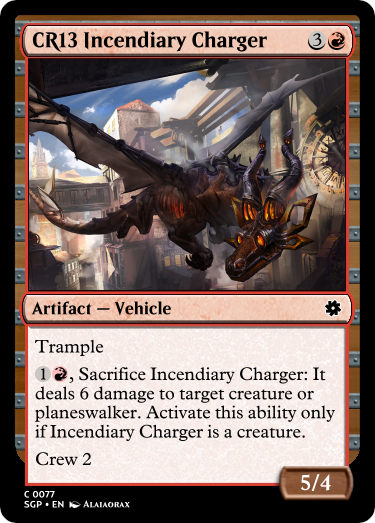 CR13 Incendiary Charger 3
Artifact — Vehicle
Trample
1, Sacrifice Incendiary Charger: It
deals 6 damage to target creature or
planeswalker. Activate this ability only
if Incendiary Charger is a creature.
Crew 2
5/4
C 0077
SGP • EN Alaiaorax